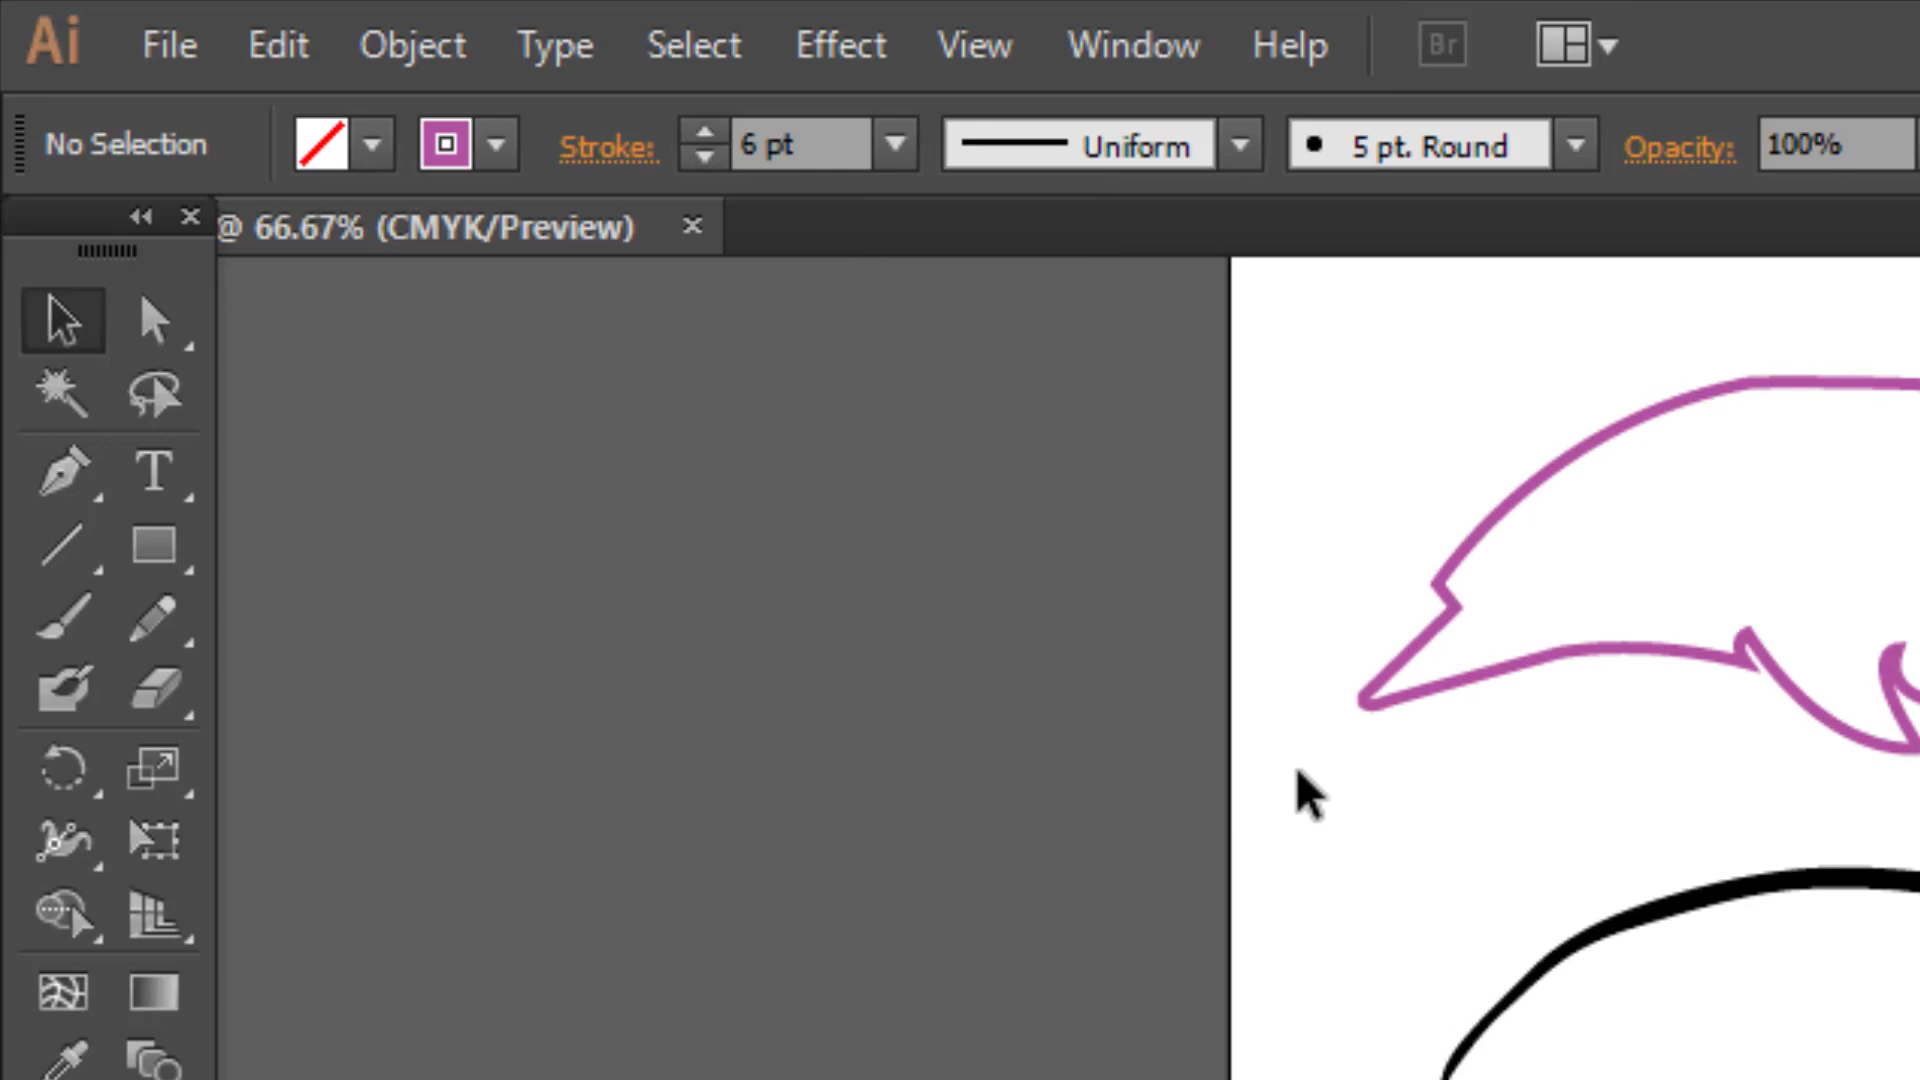 Ai File Edit Object Type Select Effect View Window Help Br
No Selection Stroke: 6 pt Uniform 5 pt. Round Opacity: 100%
@ 66.67% (CMYK/Preview)
T